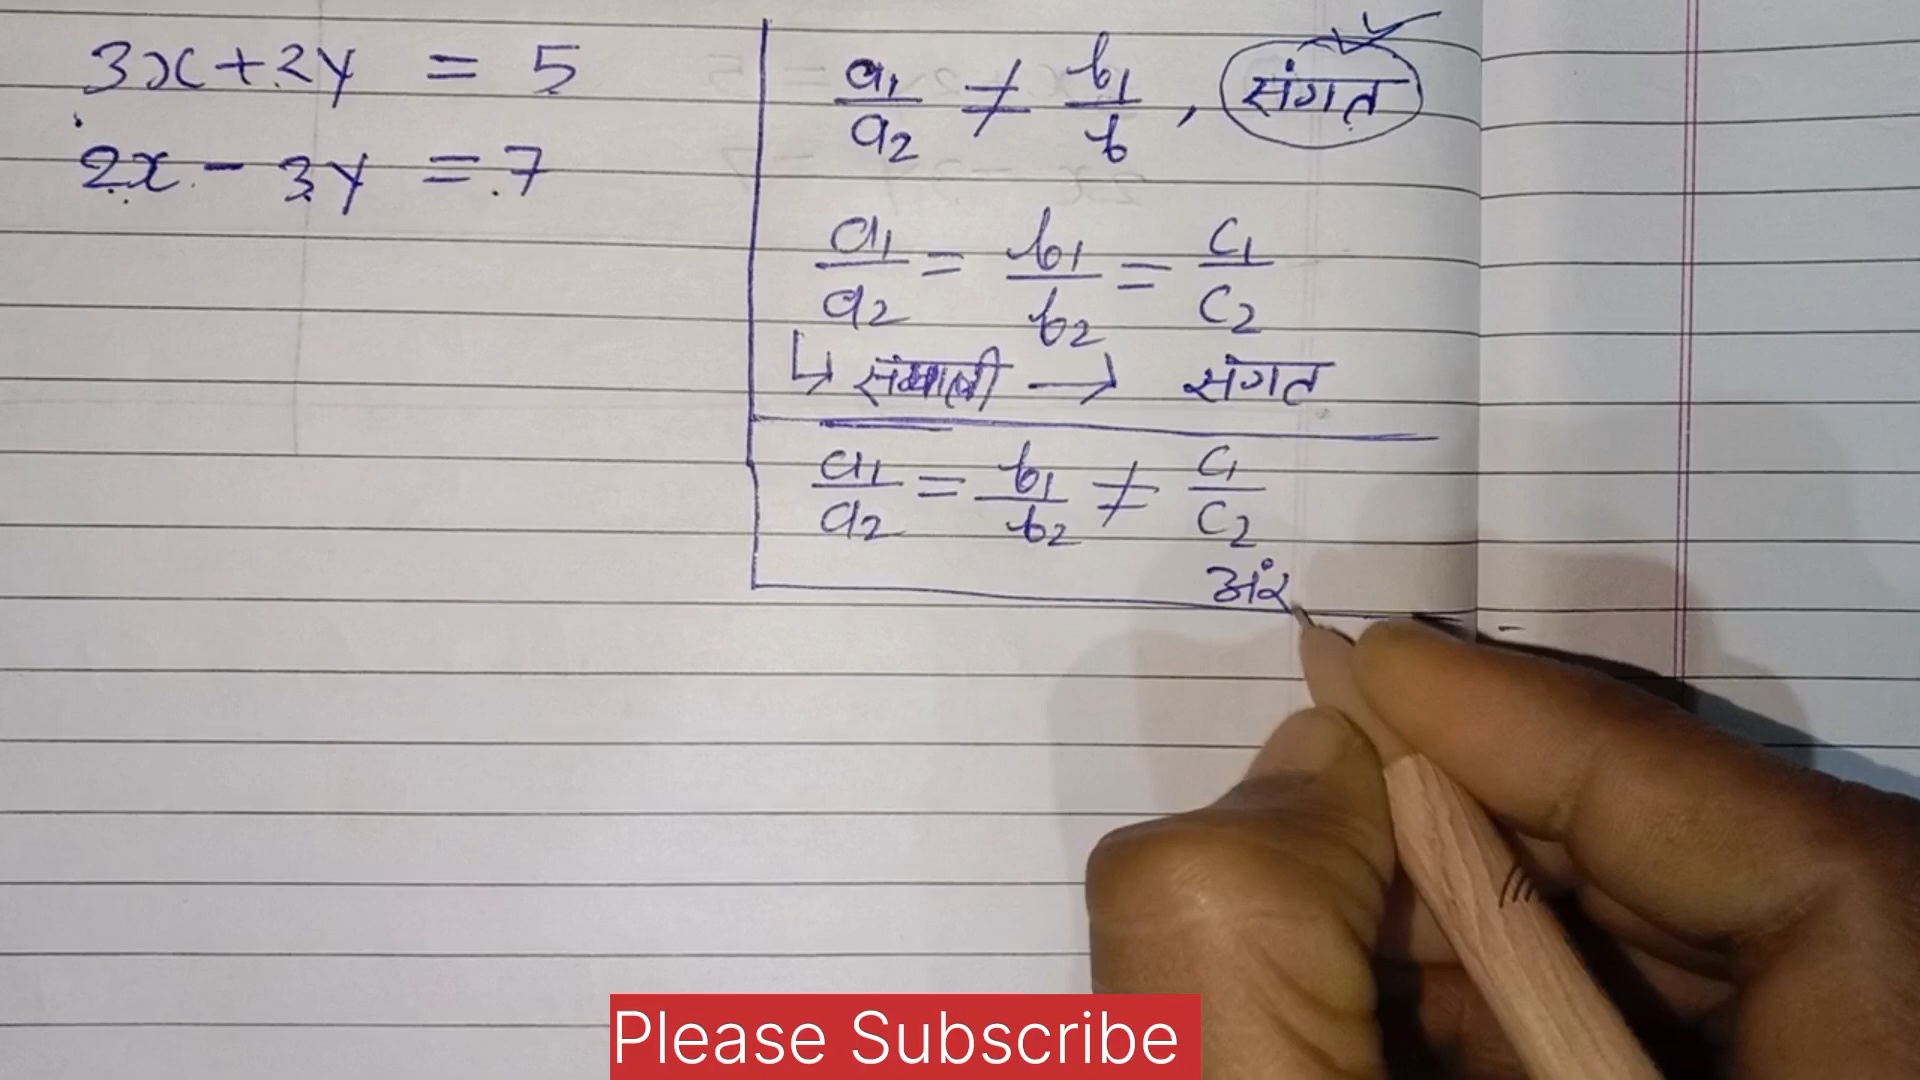 3x+2y = 5
2x - 3y = 7
a1/a2 ≠ b1/b , संगत
a1/a2 = b1/b2 = c1/c2
↳ → संगत
a1/a2 = b1/b2 ≠ c1/c2
Please Subscribe